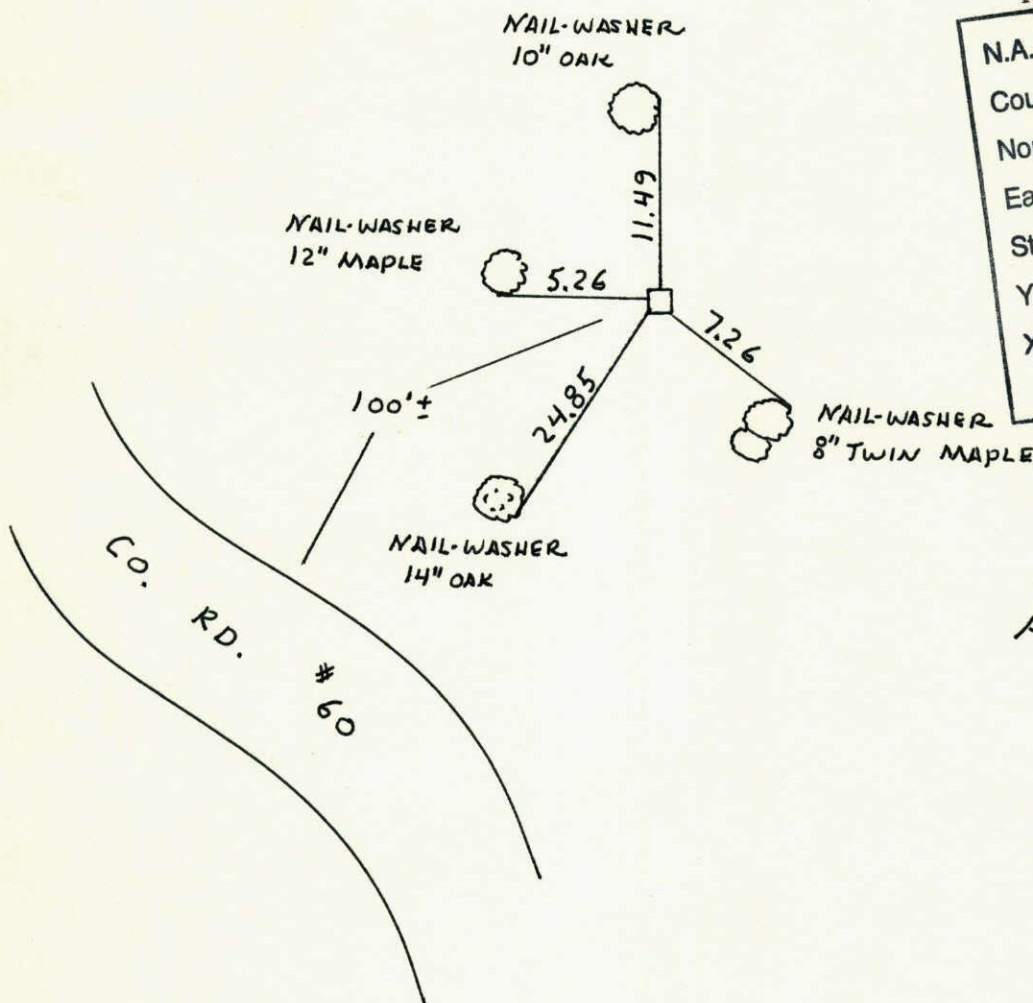 NAIL-WASHER
10" OAK
11.49
NAIL-WASHER
12" MAPLE
5.26
7.26
100'±
24.85
NAIL-WASHER
8" TWIN MAPLE
NAIL-WASHER
14" OAK
CO. RD. # 60
N.A.
Cou
Nor
Ea
St
Y
X